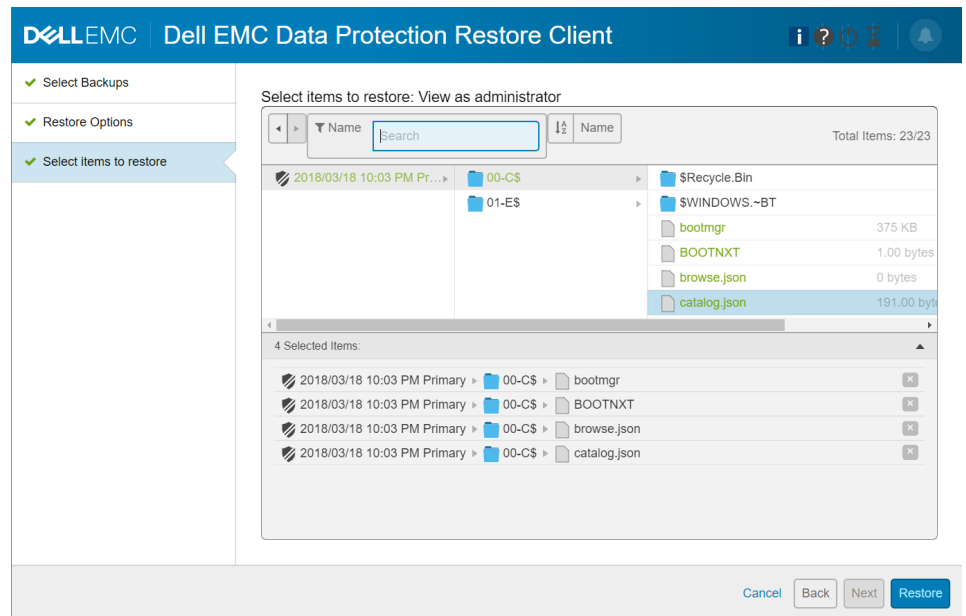 DELLEMC Dell EMC Data Protection Restore Client i ?
Select Backups
Restore Options
Select items to restore
Select items to restore: View as administrator
Name Search Name Total Items: 23/23
2018/03/18 10:03 PM Pr... 00-C$ $Recycle.Bin
01-E$ $WINDOWS.~BT
bootmgr 375 KB
BOOTNXT 1.00 bytes
browse.json 0 bytes
catalog.json 191.00 byte
4 Selected Items:
2018/03/18 10:03 PM Primary 00-C$ bootmgr
2018/03/18 10:03 PM Primary 00-C$ BOOTNXT
2018/03/18 10:03 PM Primary 00-C$ browse.json
2018/03/18 10:03 PM Primary 00-C$ catalog.json
Cancel Back Next Restore